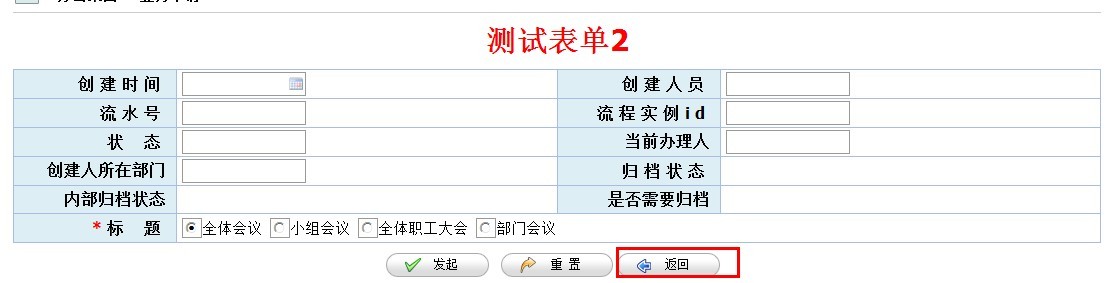 测试表单2
创建时间 创建人员
流水号 流程实例id
状 态 当前办理人
创建人所在部门 归档状态
内部归档状态 是否需要归档
* 标 题 全体会议 小组会议 全体职工大会 部门会议
发起 重置 返回